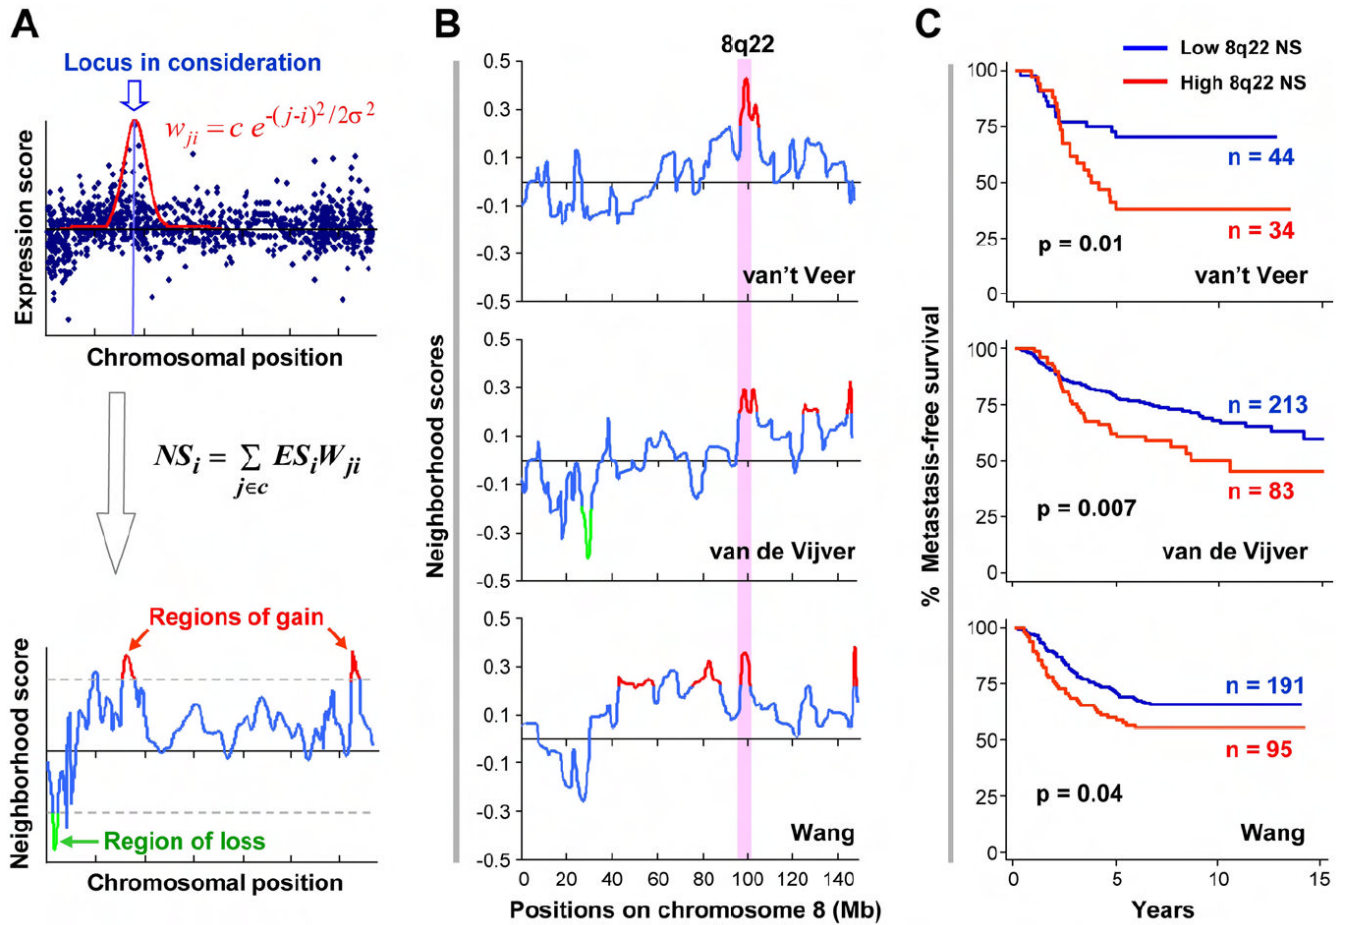 A
Locus in consideration
w_ji = c e^-(j-i)²/2σ²
Expression score
Chromosomal position
NS_i = Σ ES_i W_ji
j∈c
Regions of gain
Neighborhood score
Region of loss
Chromosomal position
B
8q22
Neighborhood scores
0.5
0.3
0.1
-0.1
-0.3
-0.5
van't Veer
0.5
0.3
0.1
-0.1
-0.3
-0.5
van de Vijver
0.5
0.3
0.1
-0.1
-0.3
-0.5
Wang
0 20 40 60 80 100 120 140
Positions on chromosome 8 (Mb)
C
Low 8q22 NS
High 8q22 NS
% Metastasis-free survival
100
75
50
25
0
n = 44
n = 34
p = 0.01
van't Veer
100
75
50
25
0
n = 213
n = 83
p = 0.007
van de Vijver
100
75
50
25
0
n = 191
n = 95
p = 0.04
Wang
0 5 10 15
Years